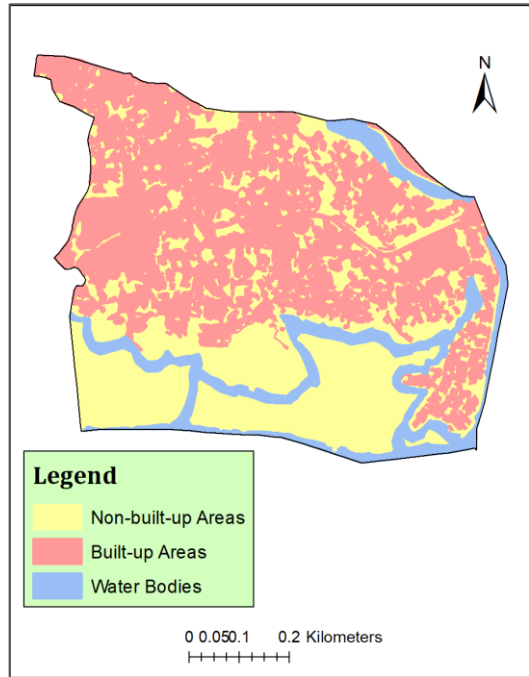 N
Legend
Non-built-up Areas
Built-up Areas
Water Bodies
0 0.050.1 0.2 Kilometers